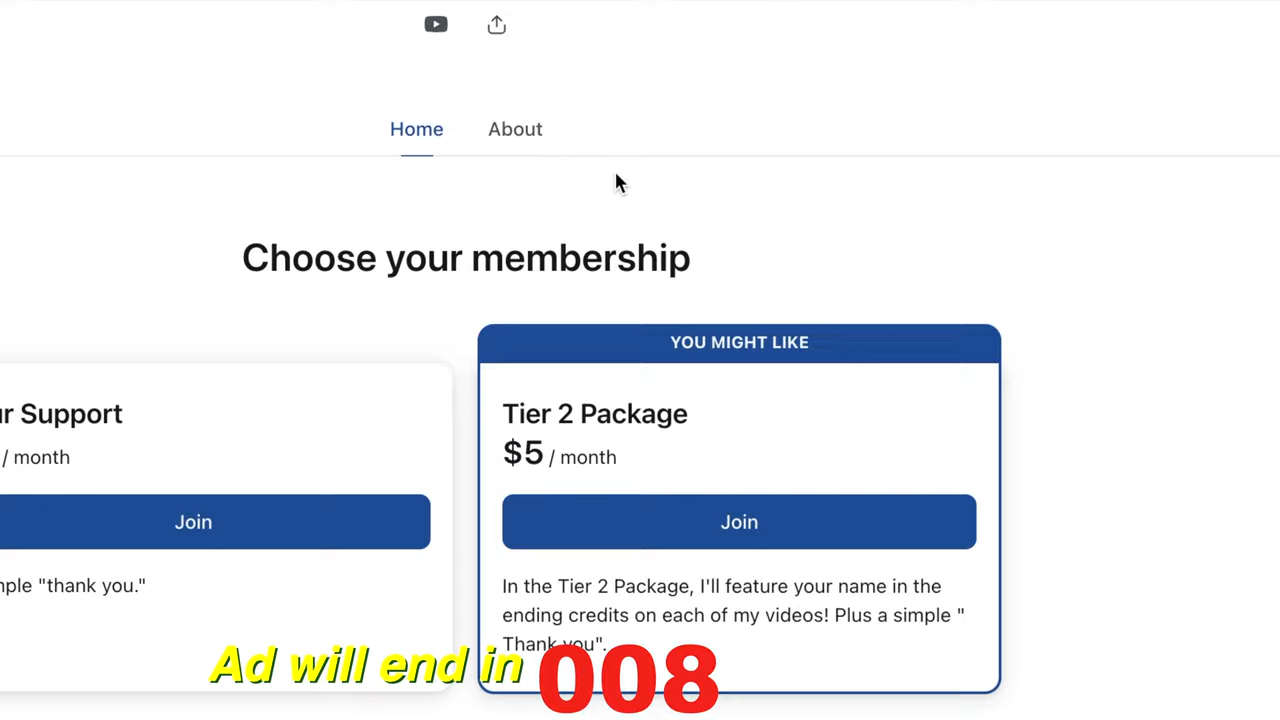 Home About
Choose your membership
YOU MIGHT LIKE
r Support
Tier 2 Package
/ month
$5 / month
Join
Join
"thank you."
In the Tier 2 Package, I'll feature your name in the
ending credits on each of my videos! Plus a simple "
Thank you".
Ad will end in 008